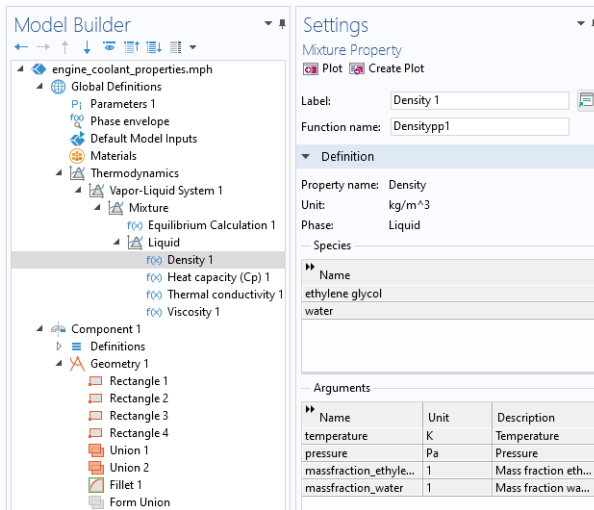 Model Builder
engine_coolant_properties.mph
Global Definitions
Pi Parameters 1
f(x) Phase envelope
Default Model Inputs
Materials
Thermodynamics
Vapor-Liquid System 1
Mixture
f(x) Equilibrium Calculation 1
Liquid
f(x) Density 1
f(x) Heat capacity (Cp) 1
f(x) Thermal conductivity 1
f(x) Viscosity 1
Component 1
Definitions
Geometry 1
Rectangle 1
Rectangle 2
Rectangle 3
Rectangle 4
Union 1
Union 2
Fillet 1
Form Union
Settings
Mixture Property
Plot Create Plot
Label: Density 1
Function name: Densitypp1
Definition
Property name: Density
Unit: kg/m^3
Phase: Liquid
Species
Name
ethylene glycol
water
Arguments
Name Unit Description
temperature K Temperature
pressure Pa Pressure
massfraction_ethyle... 1 Mass fraction eth...
massfraction_water 1 Mass fraction wa...